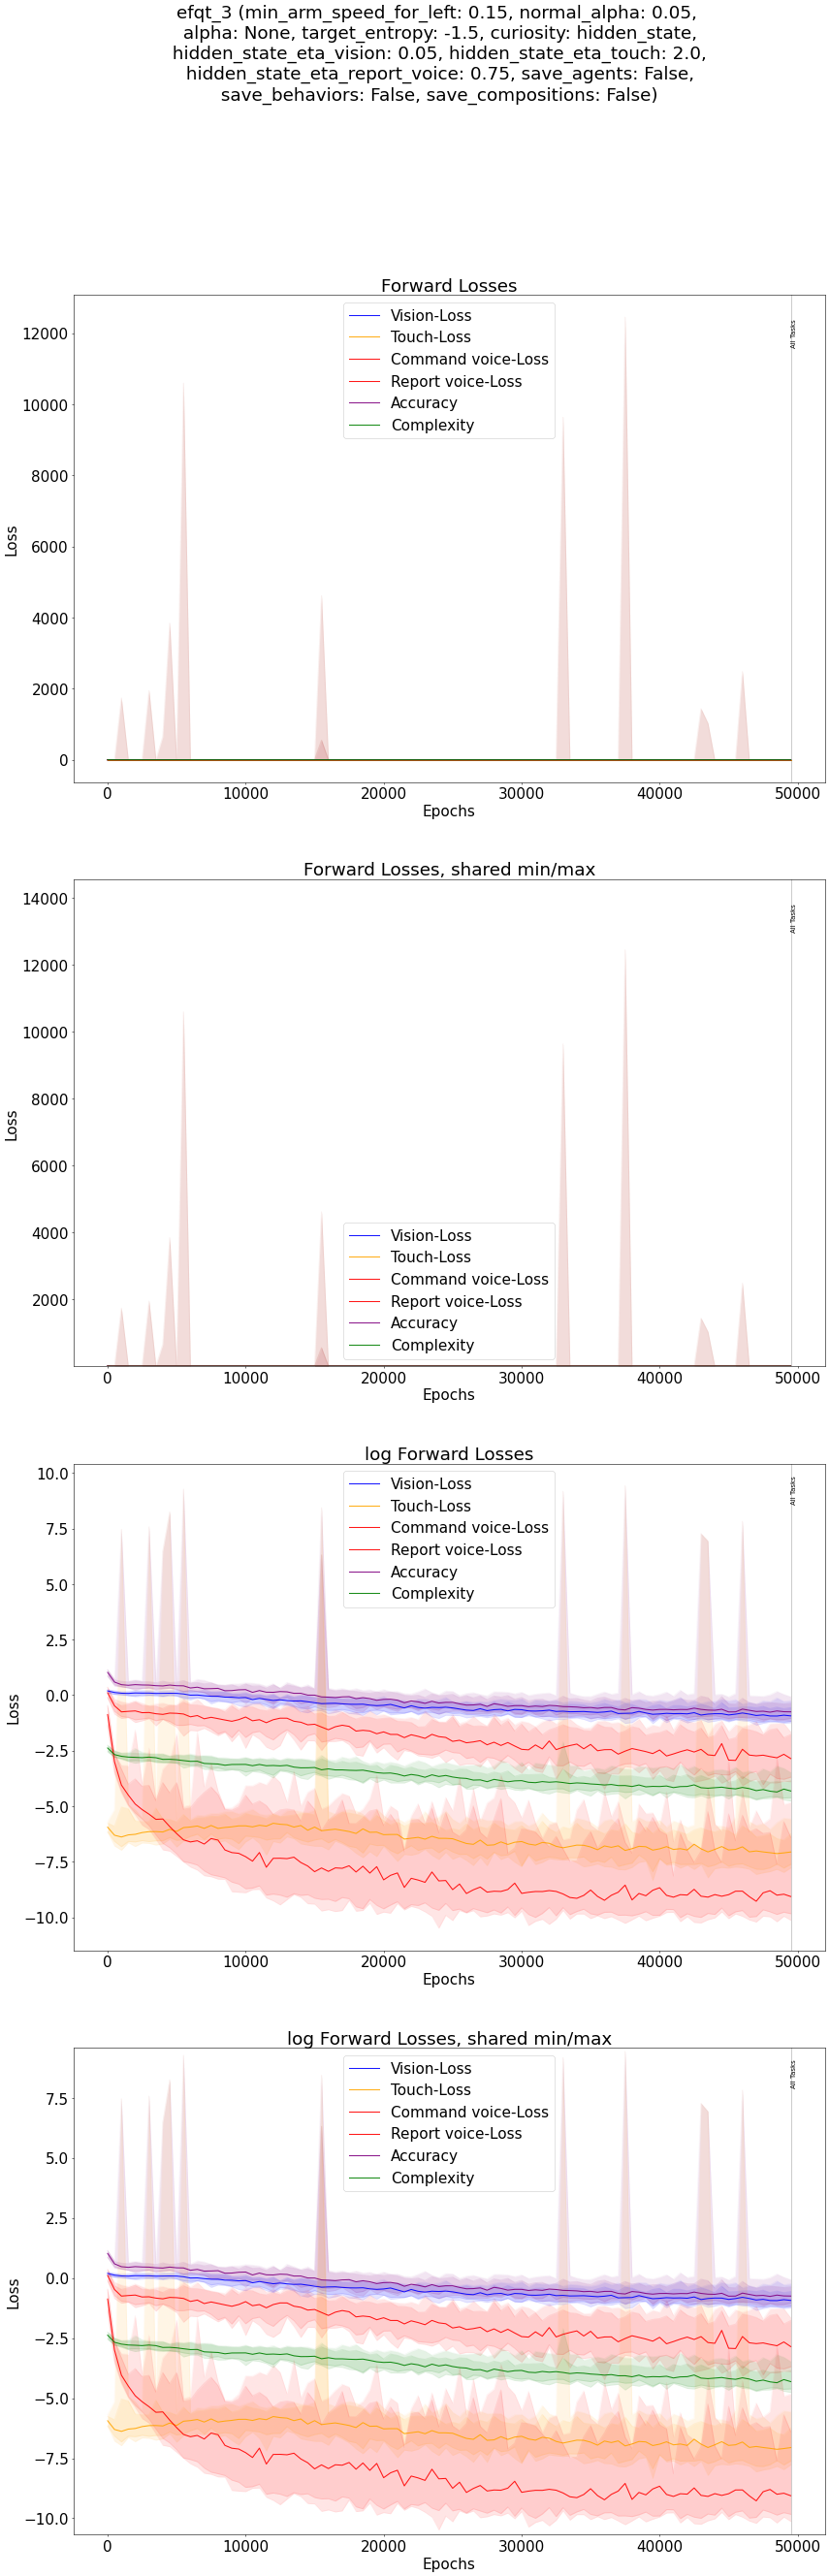 efqt_3 (min_arm_speed_for_left: 0.15, normal_alpha: 0.05,
alpha: None, target_entropy: -1.5, curiosity: hidden_state,
hidden_state_eta_vision: 0.05, hidden_state_eta_touch: 2.0,
hidden_state_eta_report_voice: 0.75, save_agents: False,
save_behaviors: False, save_compositions: False)
Forward Losses
Vision-Loss
Touch-Loss
Command voice-Loss
Report voice-Loss
Accuracy
Complexity
All Tasks
12000
10000
8000
6000
4000
2000
0
Loss
0 10000 20000 30000 40000 50000
Epochs
Forward Losses, shared min/max
14000
12000
10000
8000
6000
4000
2000
Loss
All Tasks
Vision-Loss
Touch-Loss
Command voice-Loss
Report voice-Loss
Accuracy
Complexity
0 10000 20000 30000 40000 50000
Epochs
log Forward Losses
Vision-Loss
Touch-Loss
Command voice-Loss
Report voice-Loss
Accuracy
Complexity
All Tasks
10.0
7.5
5.0
2.5
0.0
−2.5
−5.0
−7.5
−10.0
Loss
0 10000 20000 30000 40000 50000
Epochs
log Forward Losses, shared min/max
Vision-Loss
Touch-Loss
Command voice-Loss
Report voice-Loss
Accuracy
Complexity
All Tasks
7.5
5.0
2.5
0.0
−2.5
−5.0
−7.5
−10.0
Loss
0 10000 20000 30000 40000 50000
Epochs